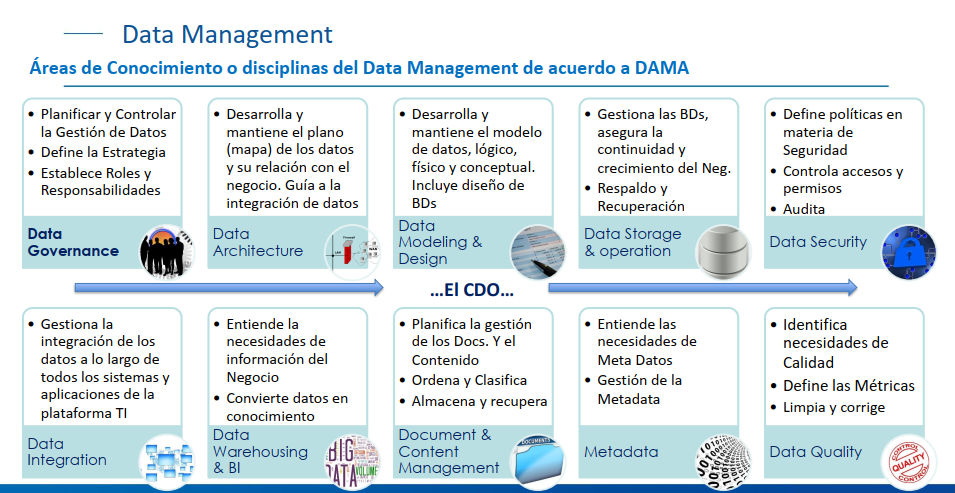 Data Management
Áreas de Conocimiento o disciplinas del Data Management de acuerdo a DAMA
• Planificar y Controlar
la Gestión de Datos
• Define la Estrategia
• Establece Roles y
Responsabilidades
Data
Governance
• Desarrolla y
mantiene el plano
(mapa) de los datos
y su relación con el
negocio. Guía a la
integración de datos
Data
Architecture
• Desarrolla y
mantiene el modelo
de datos, lógico,
físico y conceptual.
Incluye diseño de
BDs
Data
Modeling &
Design
• Gestiona las BDs,
asegura la
continuidad y
crecimiento del Neg.
• Respaldo y
Recuperación
Data Storage
& operation
• Define políticas en
materia de
Seguridad
• Controla accesos y
permisos
• Audita
Data Security
…El CDO…
• Gestiona la
integración de los
datos a lo largo de
todos los sistemas y
aplicaciones de la
plataforma TI
Data
Integration
• Entiende la
necesidades de
información del
Negocio
• Convierte datos en
conocimiento
Data
Warehousing
& BI
BIG
DATA
VOLUME
• Planifica la gestión
de los Docs. Y el
Contenido
• Ordena y Clasifica
• Almacena y recupera
Document &
Content
Management
DOCUMENTS
• Entiende las
necesidades de
Meta Datos
• Gestión de la
Metadata
Metadata
• Identifica
necesidades de
Calidad
• Define las Métricas
• Limpia y corrige
Data Quality
CONTROL
QUALITY
CONTROL